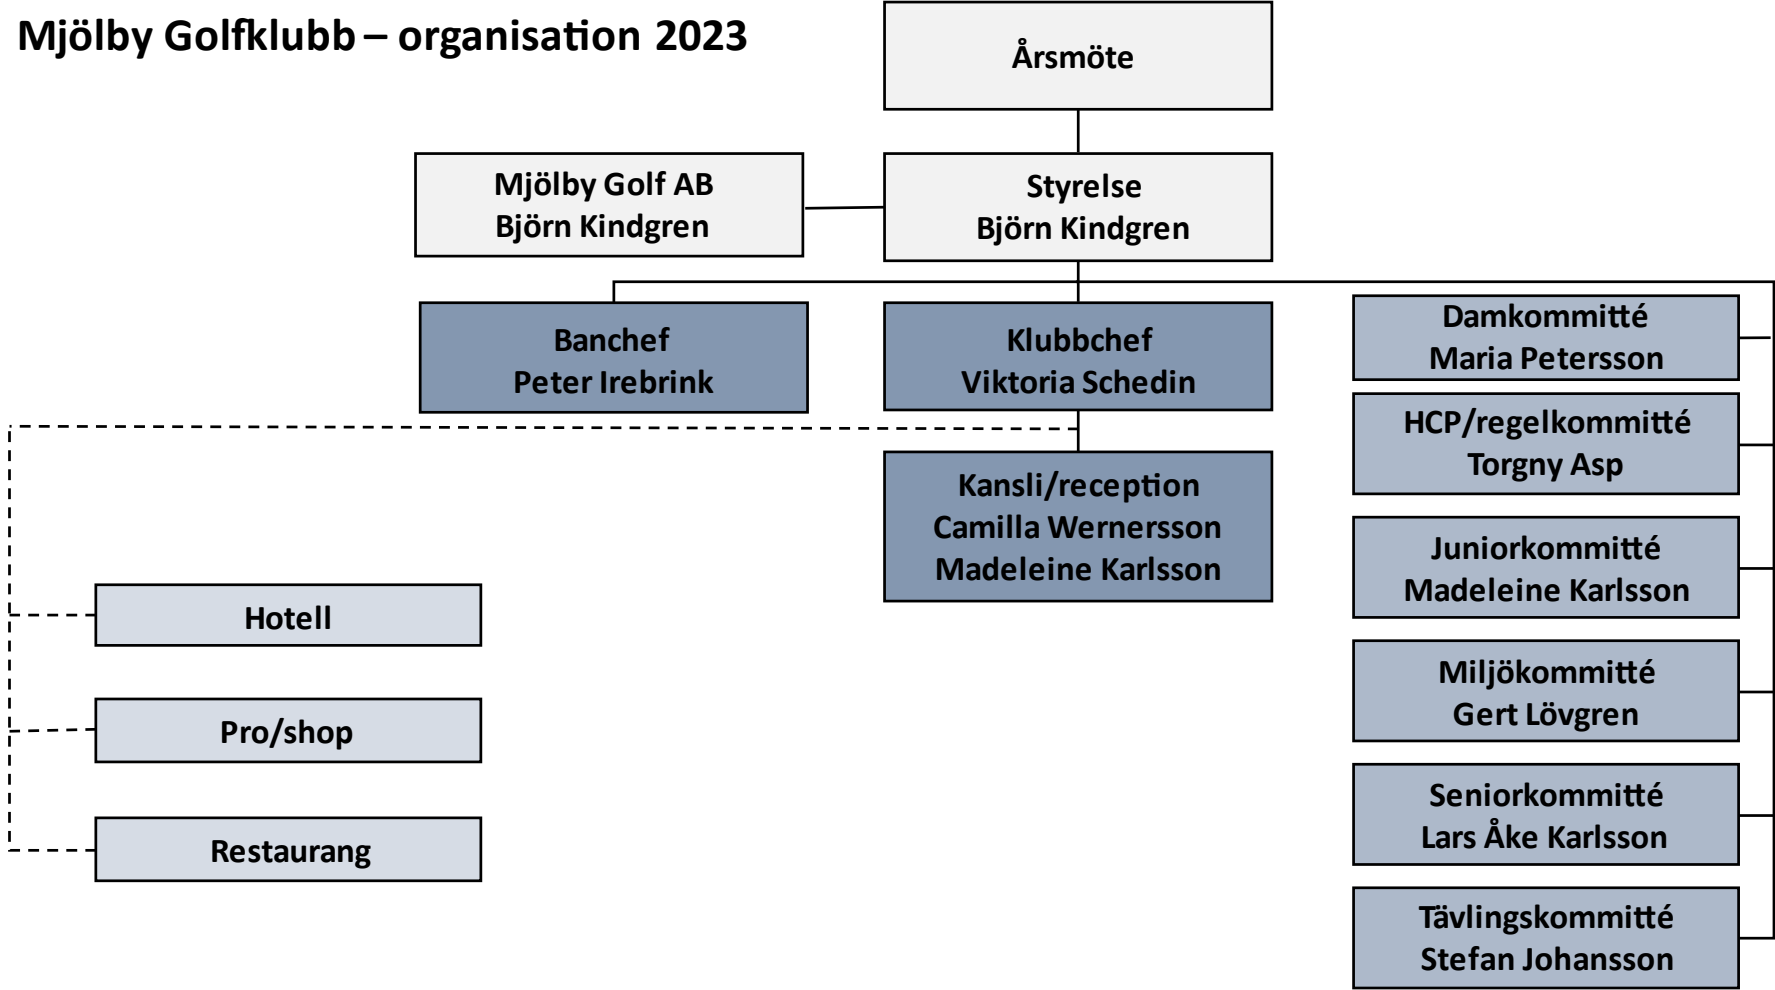 Mjölby Golfklubb – organisation 2023
Årsmöte
Mjölby Golf AB
Björn Kindgren
Styrelse
Björn Kindgren
Banchef
Peter Irebrink
Klubbchef
Viktoria Schedin
Kansli/reception
Camilla Wernersson
Madeleine Karlsson
Damkommitté
Maria Petersson
HCP/regelkommitté
Torgny Asp
Juniorkommitté
Madeleine Karlsson
Miljökommitté
Gert Lövgren
Seniorkommitté
Lars Åke Karlsson
Tävlingskommitté
Stefan Johansson
Hotell
Pro/shop
Restaurang